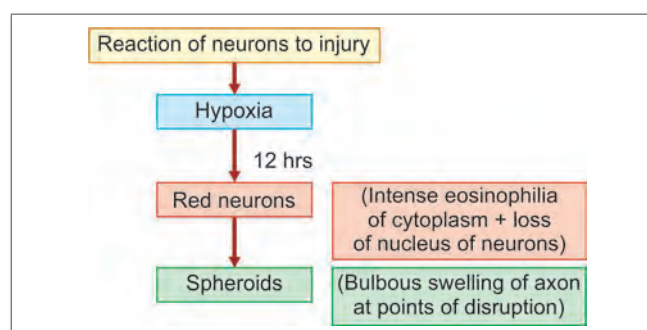 Reaction of neurons to injury
Hypoxia
12 hrs
Red neurons
(Intense eosinophilia
of cytoplasm + loss
of nucleus of neurons)
Spheroids
(Bulbous swelling of axon
at points of disruption)